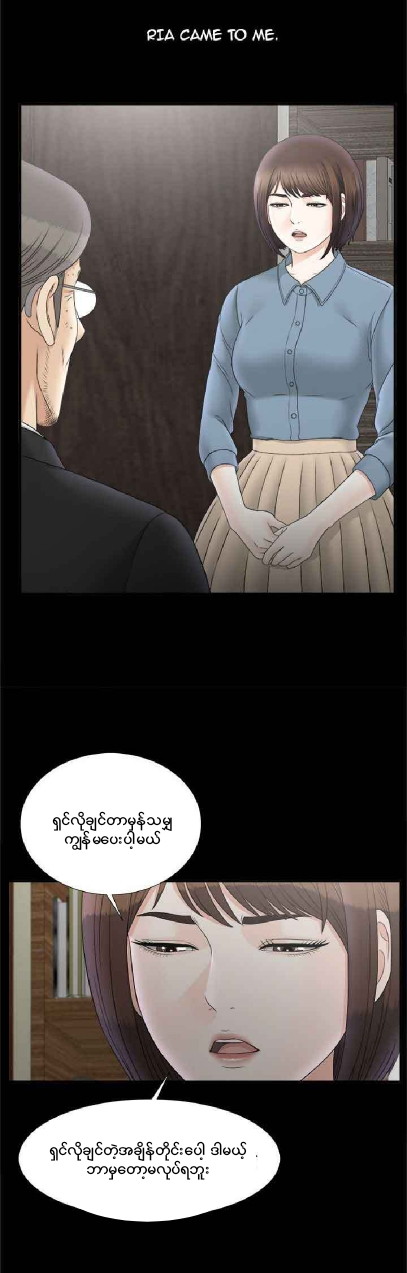 RIA CAME TO ME.
ရှင်လိုချင်တာမှန်သမျှ
ကျွန်မပေးပါ့မယ်
ရှင်လိုချင်တဲ့အချိန်တိုင်းပေါ့ ဒါမယ့် .
ဘာမှတော့မလုပ်ရဘူး